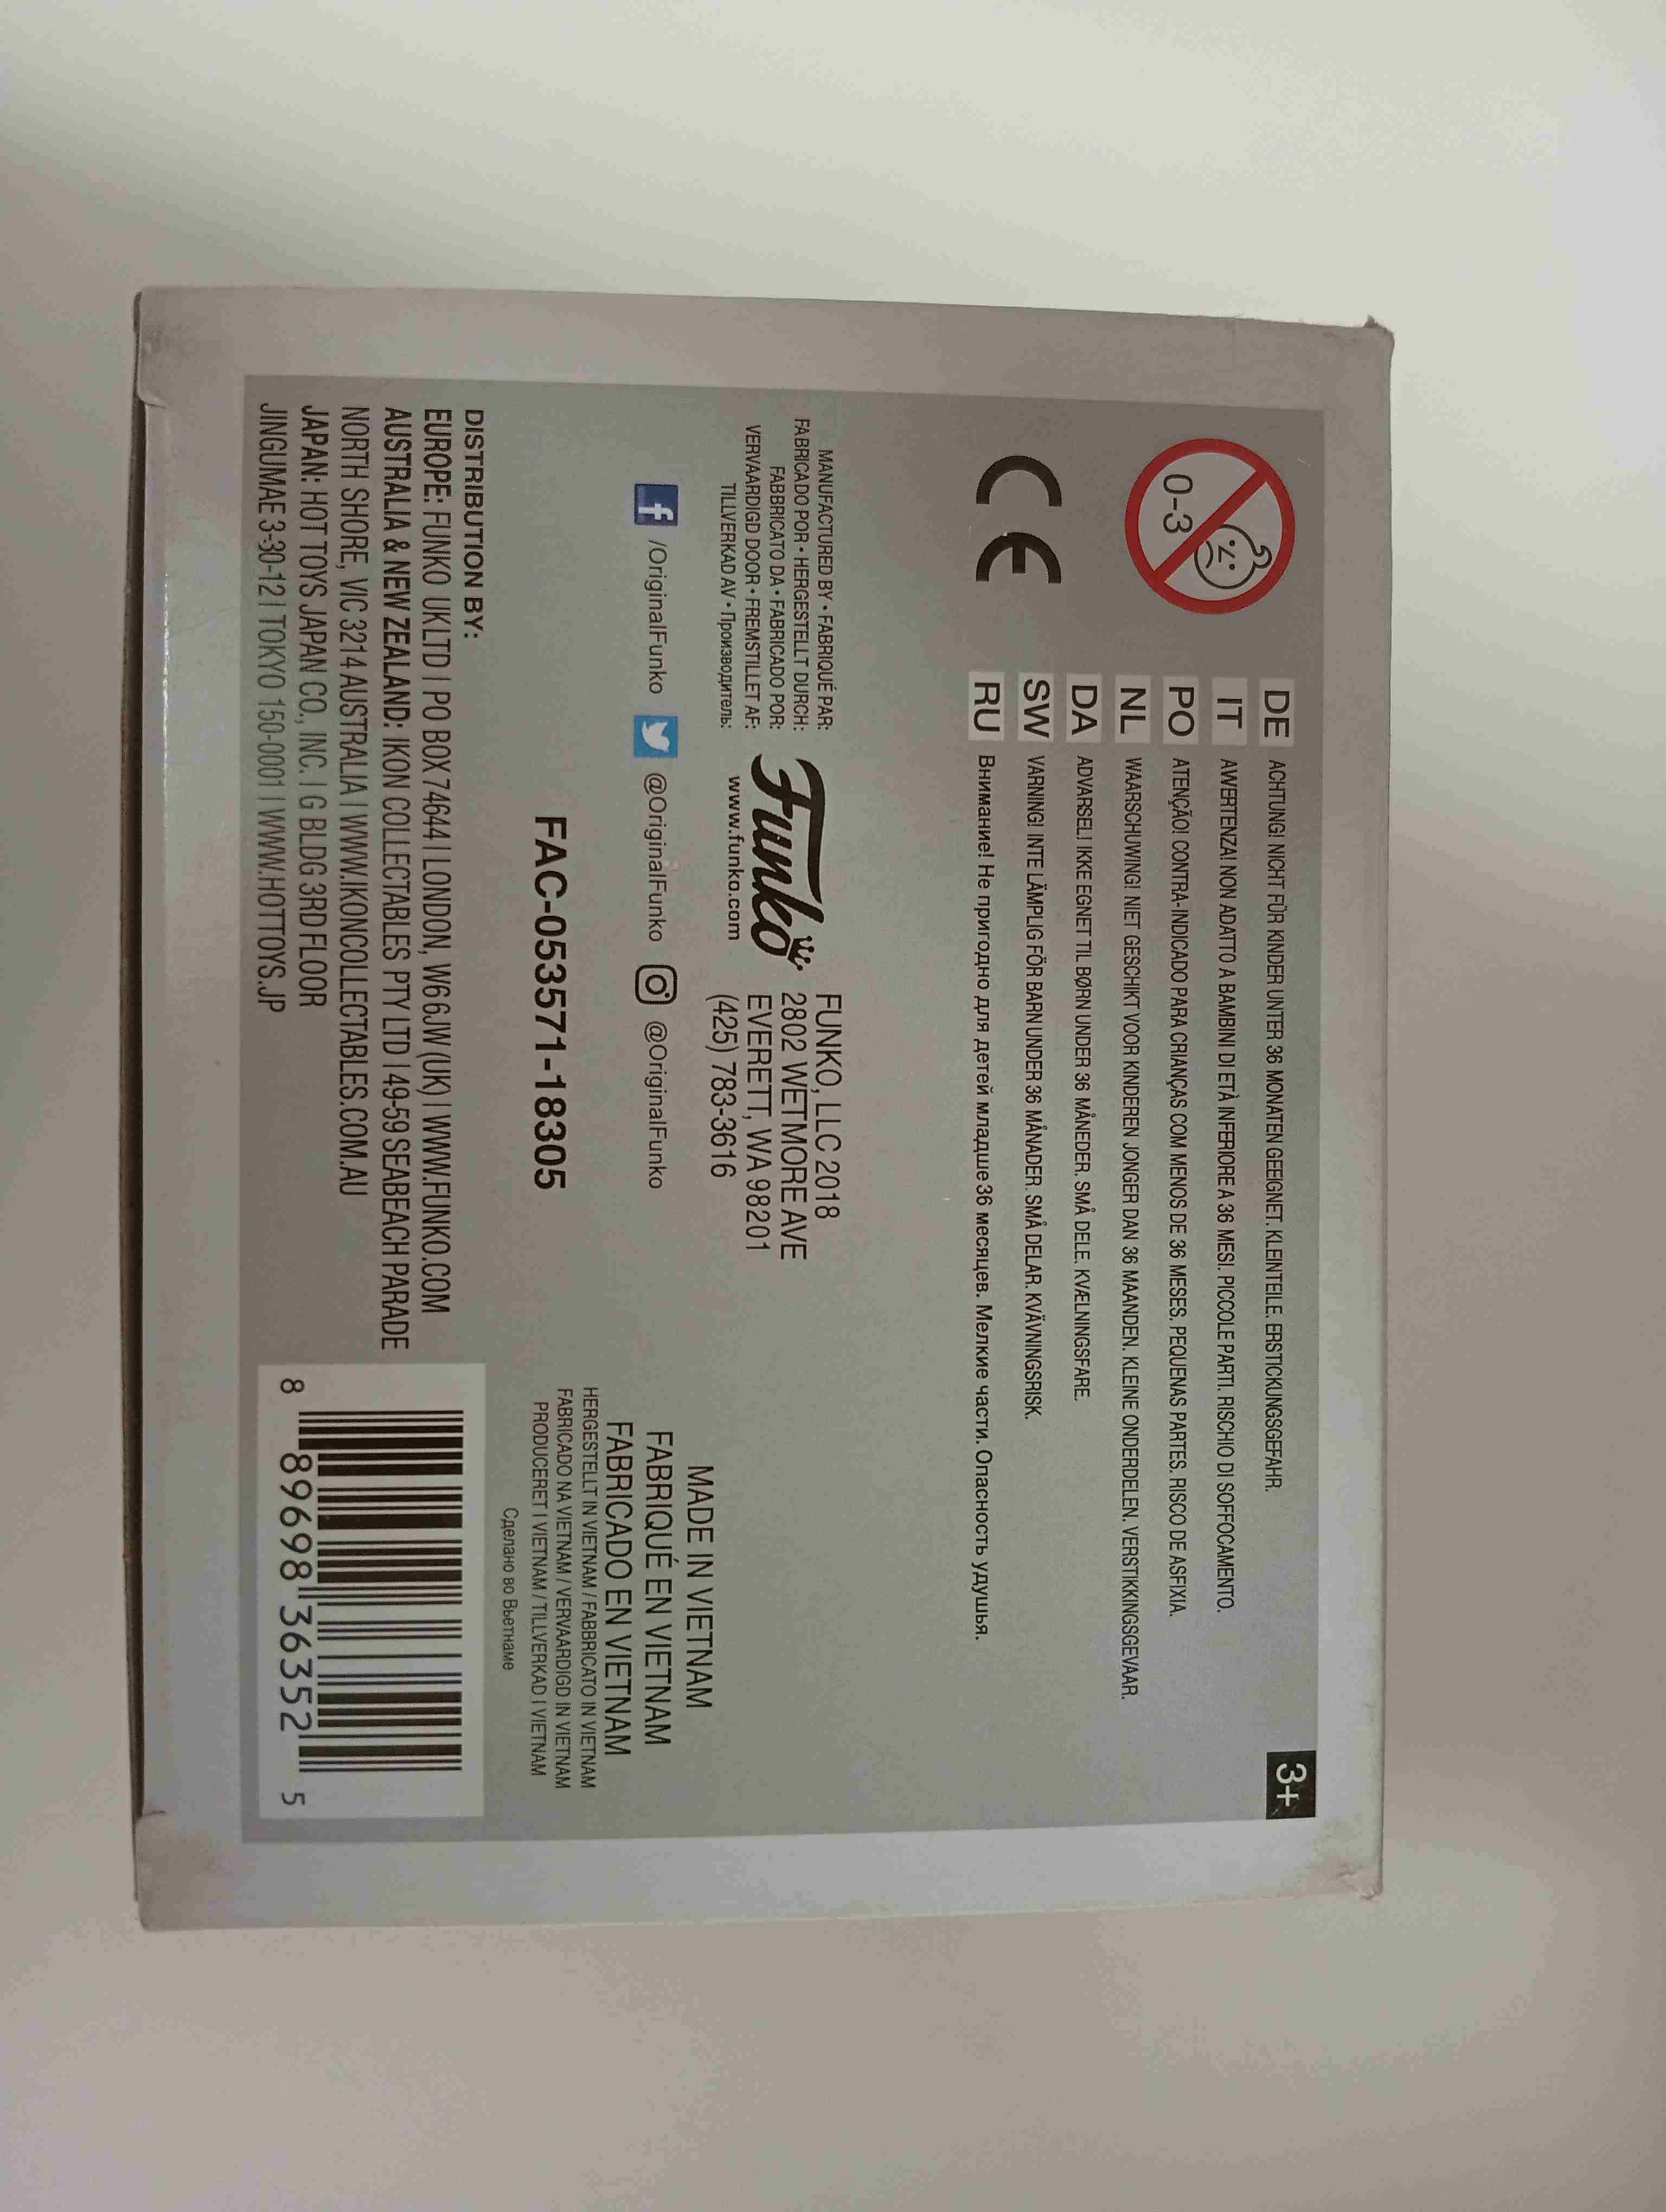 0-3
3+
DE ACHTUNG! NICHT FÜR KINDER UNTER 36 MONATEN GEEIGNET. KLEINTEILE. ERSTICKUNGSGEFAHR.
IT AWERTENZA! NON ADATTO A BAMBINI DI ETÀ INFERIORE A 36 MESI. PICCOLE PARTI. RISCHIO DI SOFFOCAMENTO.
PO ATENÇÃO! CONTRA-INDICADO PARA CRIANÇAS COM MENOS DE 36 MESES. PEQUENAS PARTES. RISCO DE ASFIXIA.
NL WAARSCHUWING! NIET GESCHIKT VOOR KINDEREN JONGER DAN 36 MAANDEN. KLEINE ONDERDELEN. VERSTIKKINGSGEVAAR.
DA ADVARSEL! IKKE EGNET TIL BØRN UNDER 36 MÅNEDER. SMÅ DELE. KVÆLNINGSFARE.
SW VARNING! INTE LÄMPLIG FÖR BARN UNDER 36 MÅNADER. SMÅ DELAR. KVÄVNINGSRISK.
RU Внимание! Не пригодно для детей младше 36 месяцев. Мелкие части. Опасность удушья.
CE
MANUFACTURED BY • FABRIQUÉ PAR:
FABRICADO POR • HERGESTELLT DURCH:
FABBRICATO DA • FABRICADO POR:
VERVAARDIGD DOOR • FREMSTILLET AF:
TILLVERKAD AV • Производитель:
Funko
www.funko.com
FUNKO, LLC 2018
2802 WETMORE AVE
EVERETT, WA 98201
(425) 783-3616
f /OriginalFunko @OriginalFunko @OriginalFunko
FAC-053571-18305
MADE IN VIETNAM
FABRIQUÉ EN VIETNAM
FABRICADO EN VIETNAM
HERGESTELLT IN VIETNAM / FABBRICATO IN VIETNAM
FABRICADO NA VIETNAM / VERVAARDIGD IN VIETNAM
PRODUCERET I VIETNAM / TILLVERKAD I VIETNAM
Сделано во Вьетнаме
DISTRIBUTION BY:
EUROPE: FUNKO UK LTD | PO BOX 74644 | LONDON, W6 6JW (UK) | WWW.FUNKO.COM
AUSTRALIA & NEW ZEALAND: IKON COLLECTABLES PTY LTD | 49-59 SEABEACH PARADE
NORTH SHORE, VIC 3214 AUSTRALIA | WWW.IKONCOLLECTABLES.COM.AU
JAPAN: HOT TOYS JAPAN CO., INC. | G BLDG 3RD FLOOR
JINGUMAE 3-30-12 | TOKYO 150-0001 | WWW.HOTTOYS.JP
8 89698 36352 5